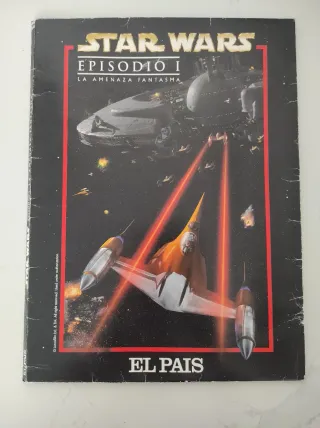 STAR WARS
EPISODIO I
LA AMENAZA FANTASMA
EL PAIS